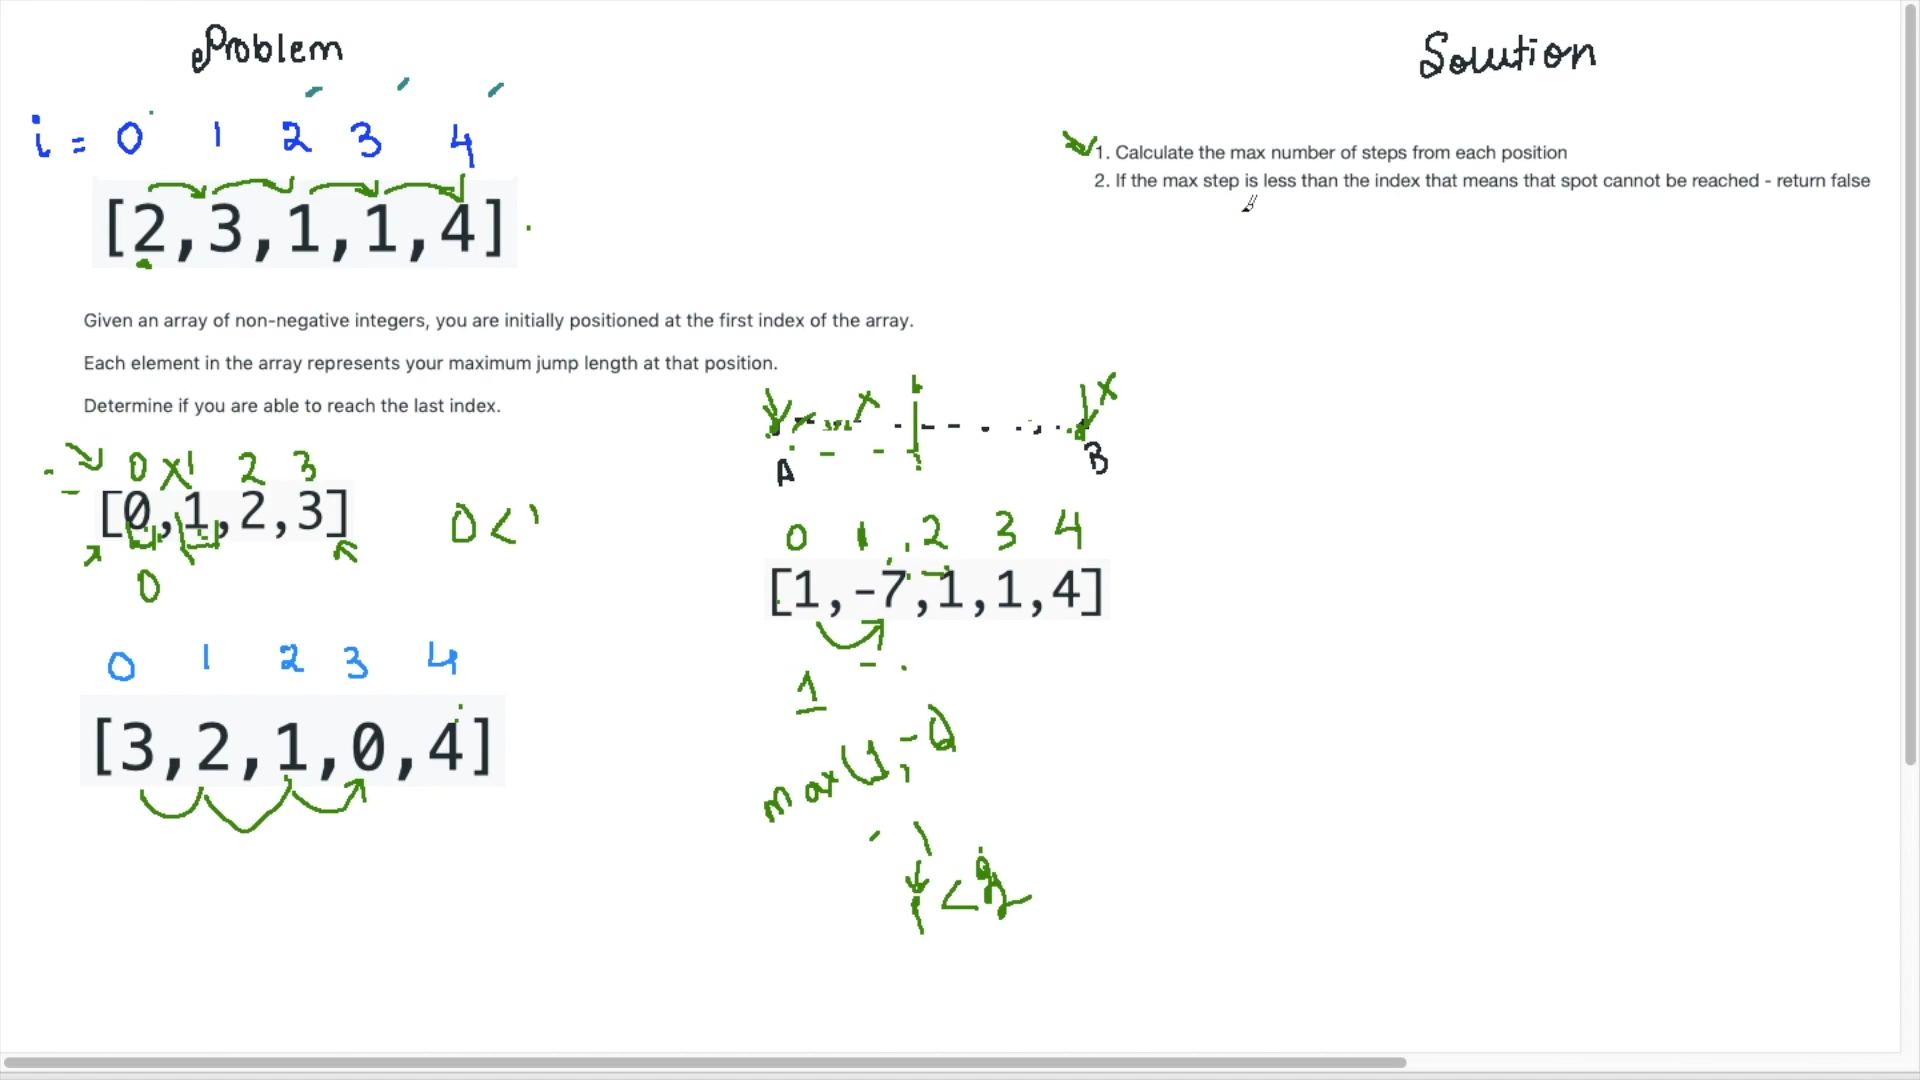 Problem
i = 0 1 2 3 4
[2,3,1,1,4]
Given an array of non-negative integers, you are initially positioned at the first index of the array.
Each element in the array represents your maximum jump length at that position.
Determine if you are able to reach the last index.
0 X 1 2 3
[0,1,2,3]
0 < 1
0
0 1 2 3 4
[3,2,1,0,4]
X X
A B
0 1 2 3 4
[1,-7,1,1,4]
1
max(1,
1 < 2
Solution
1. Calculate the max number of steps from each position
2. If the max step is less than the index that means that spot cannot be reached - return false